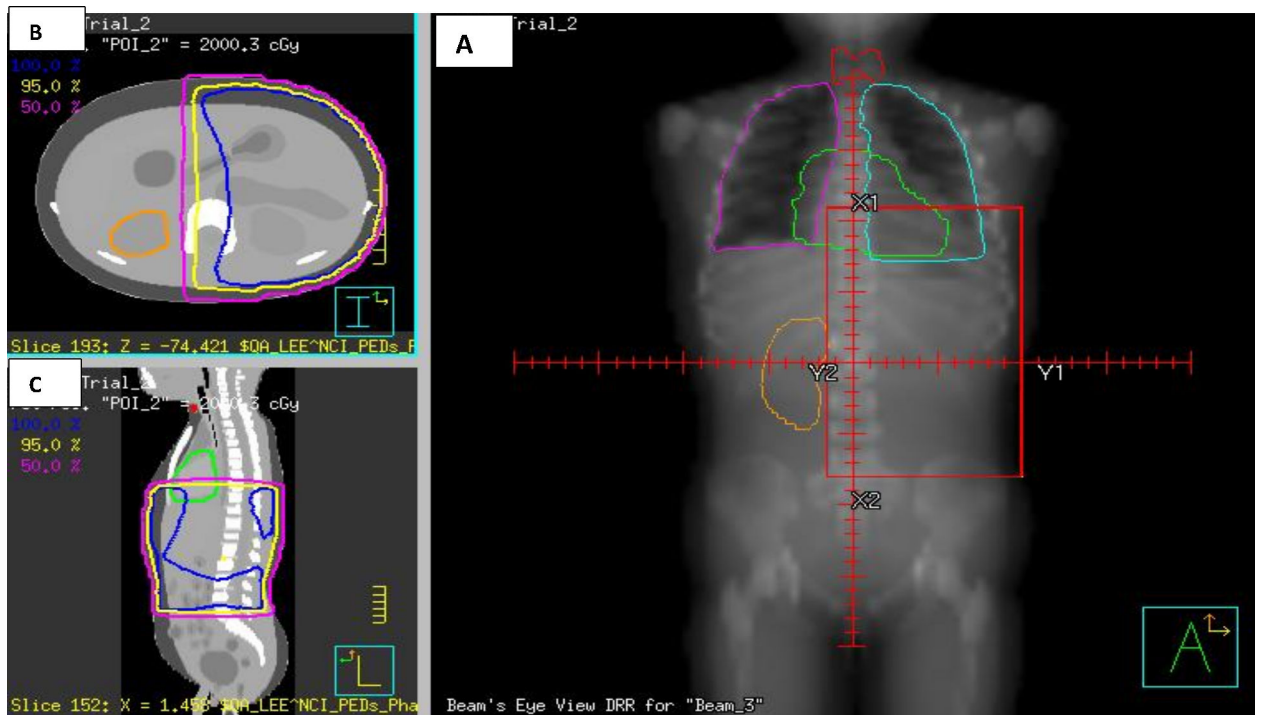 B
Trial_2
"POI_2" = 2000.3 cGy
100.0 %
95.0 %
50.0 %
Slice 193: Z = -74.421 $QA_LEE^NCI_PEDs_P
C
Trial_2
"POI_2" = 2000.3 cGy
100.0 %
95.0 %
50.0 %
Slice 152: X = 1.458 $QA_LEE^NCI_PEDs_Pha
A
rial_2
X1
Y2
Y1
X2
A
Beam's Eye View DRR for "Beam_3"